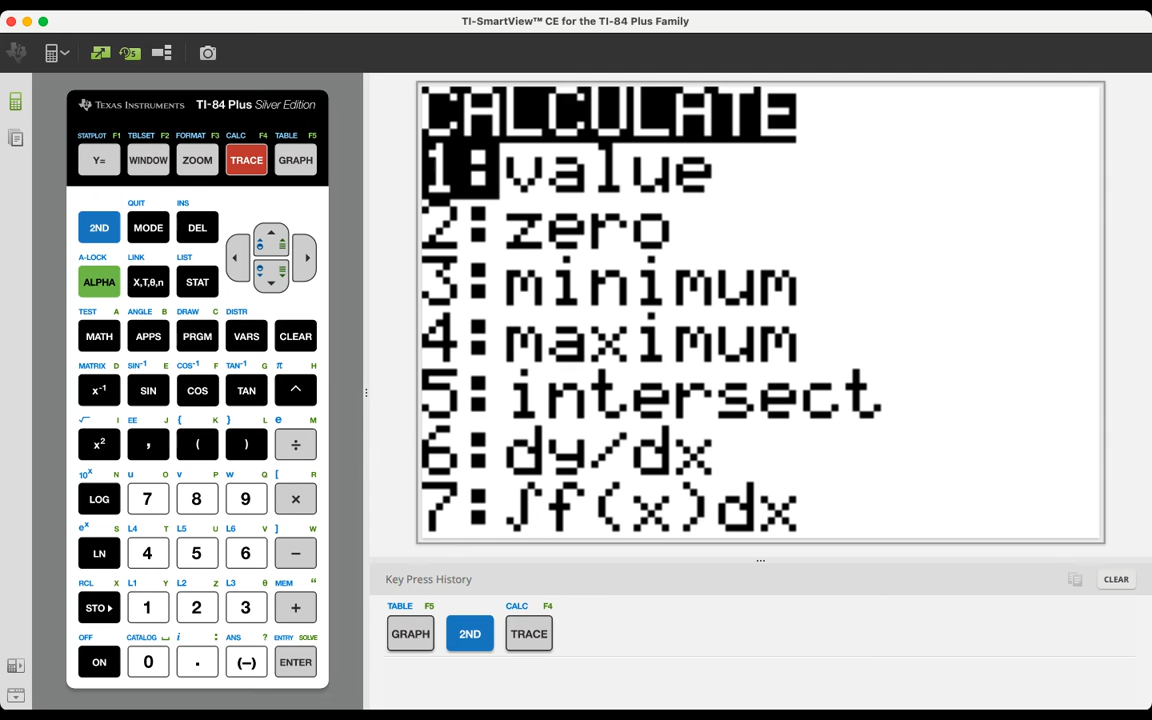 TI-SmartView™ CE for the TI-84 Plus Family
TEXAS INSTRUMENTS TI-84 Plus Silver Edition
STATPLOT F1 TBLSET F2 FORMAT F3 CALC F4 TABLE F5
Y= WINDOW ZOOM TRACE GRAPH
QUIT INS
2ND MODE DEL
A-LOCK LINK LIST
ALPHA X,T,θ,n STAT
TEST A ANGLE B DRAW C DISTR
MATH APPS PRGM VARS CLEAR
MATRIX D SIN⁻¹ E COS⁻¹ F TAN⁻¹ G π H
x⁻¹ SIN COS TAN ^
√ I EE J { K } L e M
x² , ( ) ÷
10ˣ N u O v P w Q [ R
LOG 7 8 9 ×
eˣ S L4 T L5 U L6 V ] W
LN 4 5 6 −
RCL X L1 Y L2 Z L3 θ MEM “
STO▶ 1 2 3 +
OFF CATALOG ⎵ i : ANS ? ENTRY SOLVE
ON 0 . (−) ENTER
CALCULATE
1:value
2:zero
3:minimum
4:maximum
5:intersect
6:dy/dx
7:∫f(x)dx
Key Press History
CLEAR
TABLE F5 CALC F4
GRAPH 2ND TRACE